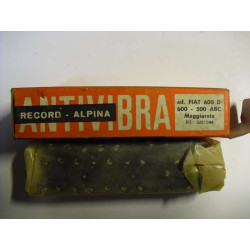 ANTIVIBRA
RECORD - ALPINA
ad. FIAT 600 D
600 - 500 ABC
Maggiorata